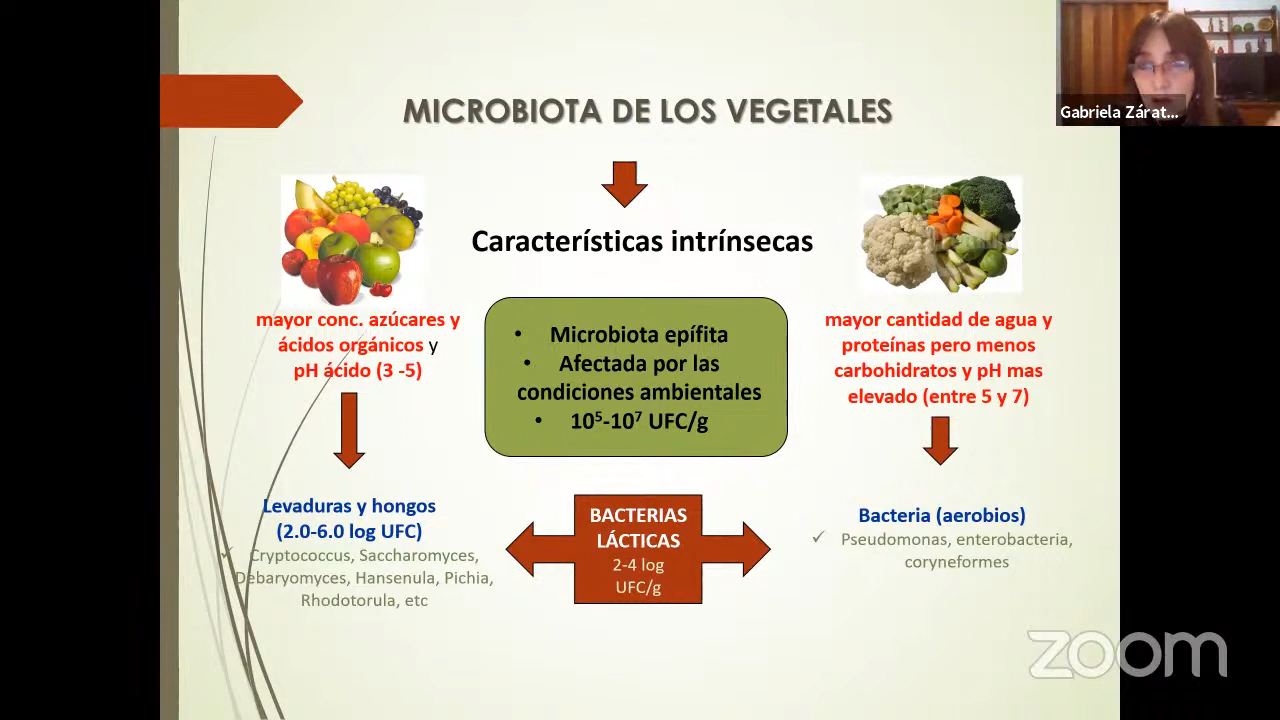 MICROBIOTA DE LOS VEGETALES
Gabriela Zárat...
Características intrínsecas
mayor conc. azúcares y
ácidos orgánicos y
pH ácido (3 -5)
• Microbiota epífita
• Afectada por las
condiciones ambientales
• 10⁵-10⁷ UFC/g
mayor cantidad de agua y
proteínas pero menos
carbohidratos y pH mas
elevado (entre 5 y 7)
Levaduras y hongos
(2.0-6.0 log UFC)
✓ Cryptococcus, Saccharomyces,
Debaryomyces, Hansenula, Pichia,
Rhodotorula, etc
BACTERIAS
LÁCTICAS
2-4 log
UFC/g
Bacteria (aerobios)
✓ Pseudomonas, enterobacteria,
coryneformes
zoom